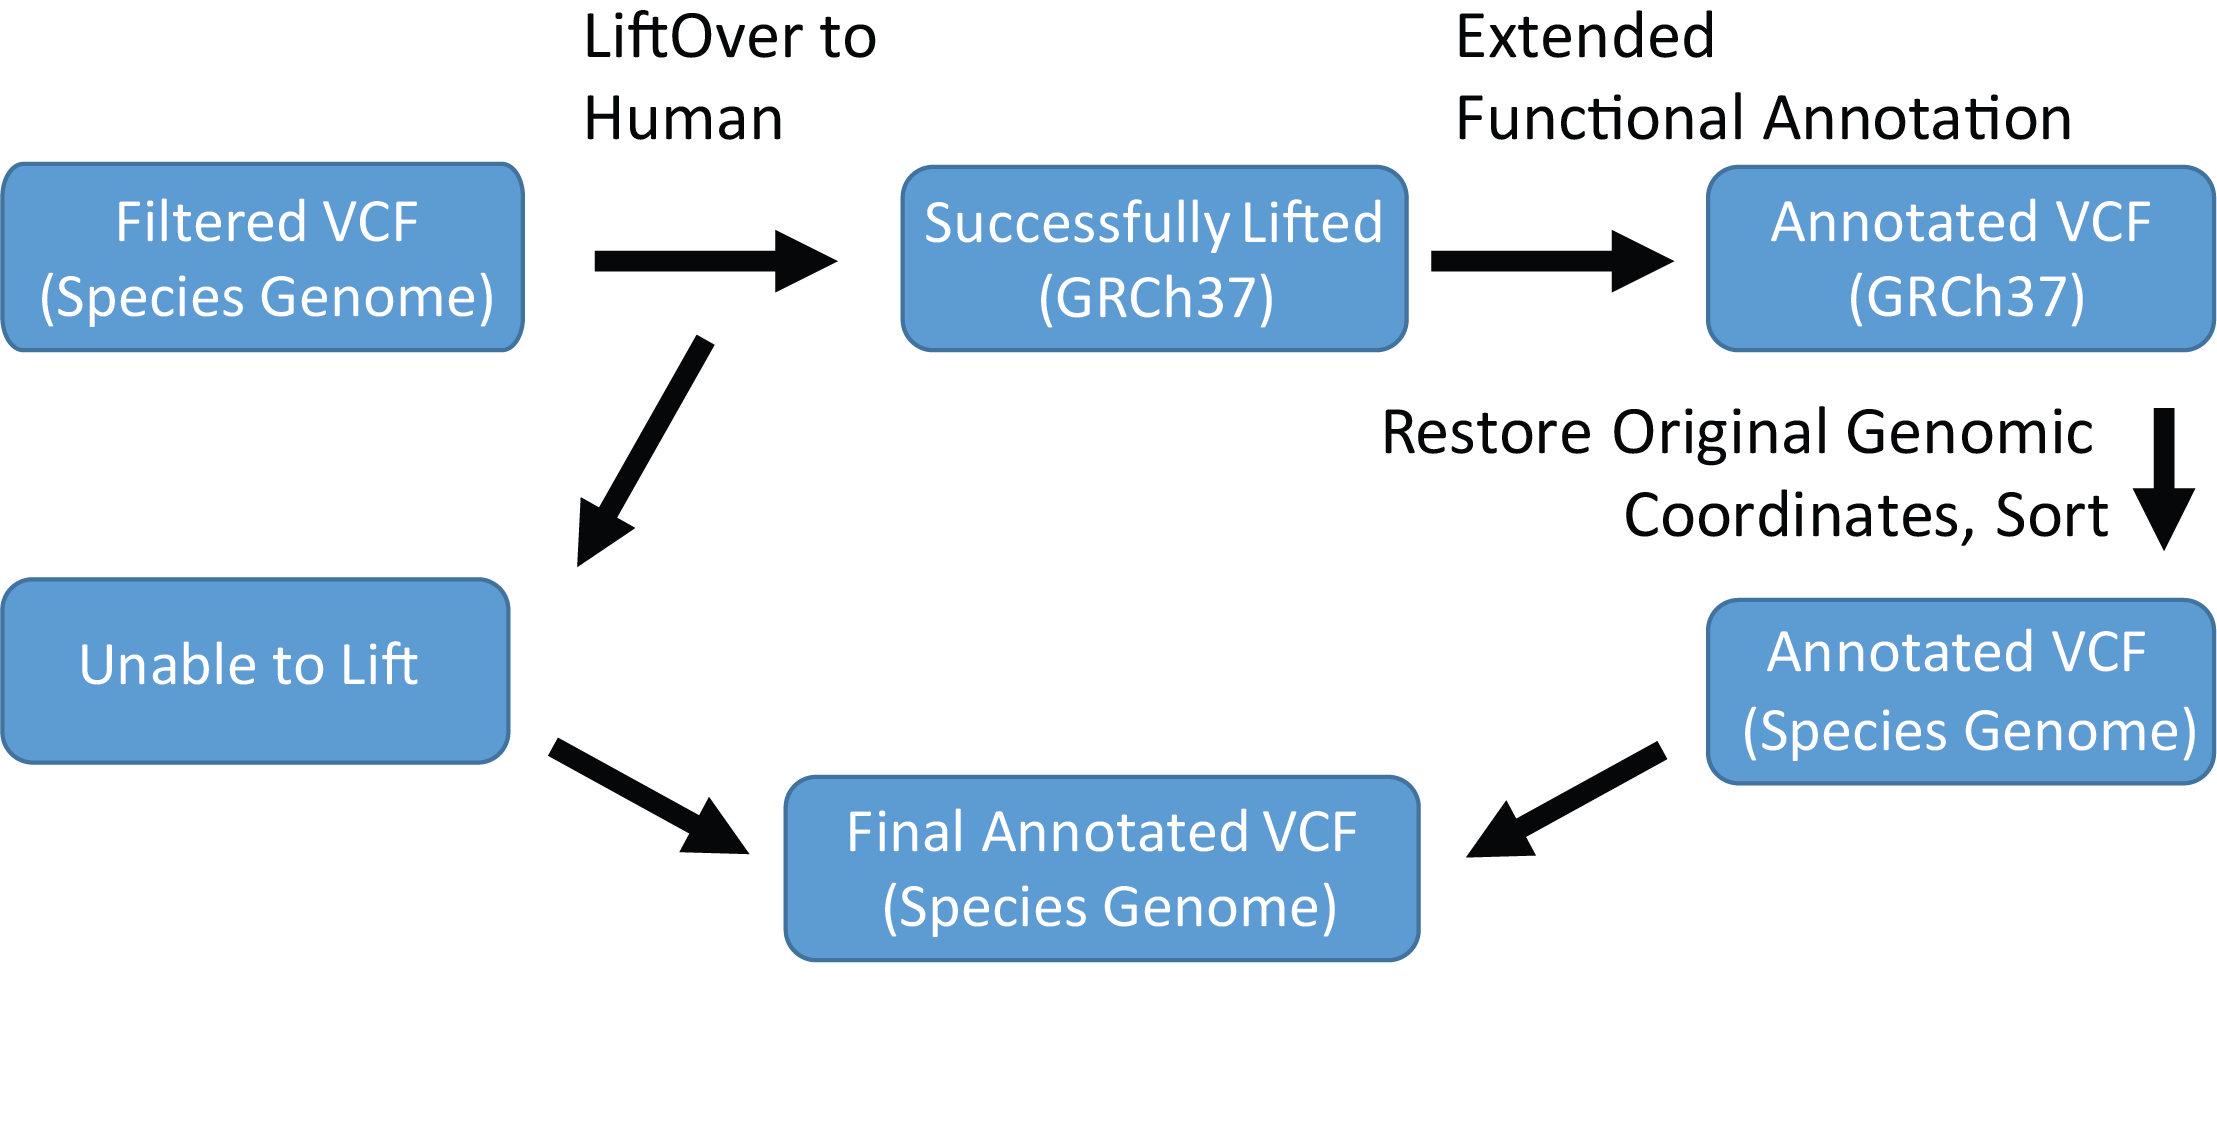 LiftOver to
Human
Extended
Functional Annotation
Filtered VCF
(Species Genome)
Successfully Lifted
(GRCh37)
Annotated VCF
(GRCh37)
Restore Original Genomic
Coordinates, Sort
Unable to Lift
Annotated VCF
(Species Genome)
Final Annotated VCF
(Species Genome)